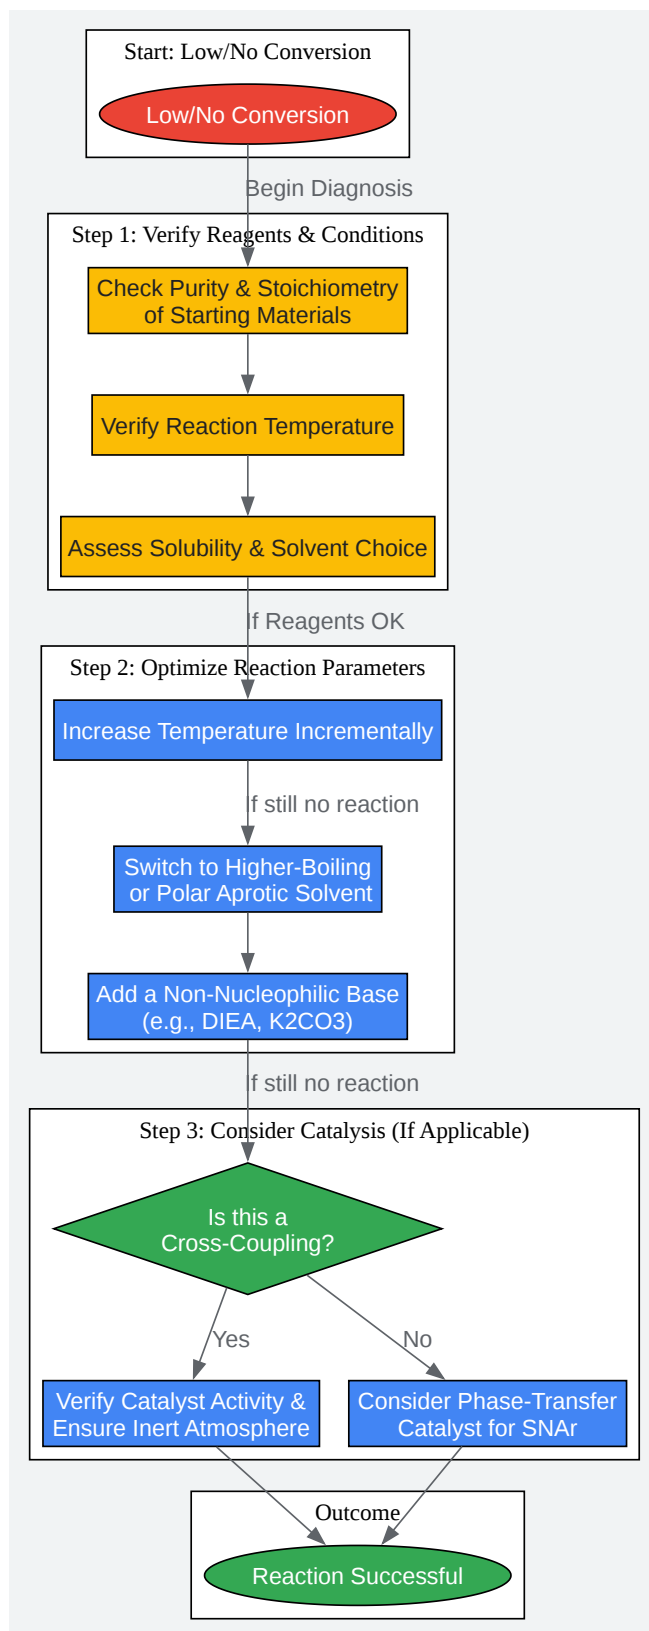 Start: Low/No Conversion
Low/No Conversion
Begin Diagnosis
Step 1: Verify Reagents & Conditions
Check Purity & Stoichiometry
of Starting Materials
Verify Reaction Temperature
Assess Solubility & Solvent Choice
If Reagents OK
Step 2: Optimize Reaction Parameters
Increase Temperature Incrementally
If still no reaction
Switch to Higher-Boiling
or Polar Aprotic Solvent
Add a Non-Nucleophilic Base
(e.g., DIEA, K2CO3)
If still no reaction
Step 3: Consider Catalysis (If Applicable)
Is this a
Cross-Coupling?
Yes
No
Verify Catalyst Activity &
Ensure Inert Atmosphere
Consider Phase-Transfer
Catalyst for SNAr
Outcome
Reaction Successful